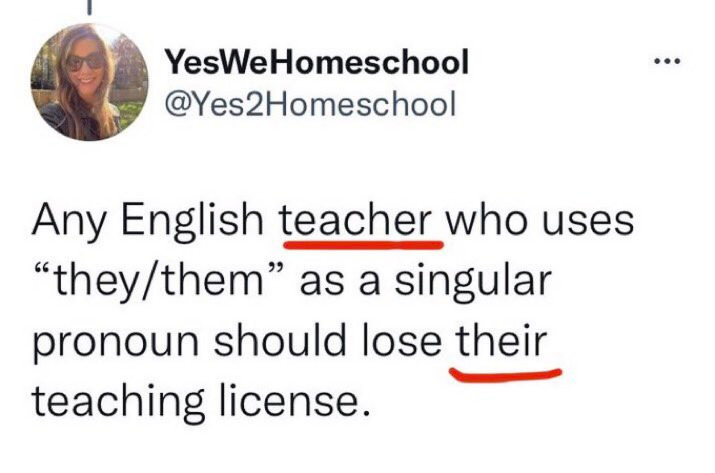 YesWeHomeschool
@Yes2Homeschool
Any English teacher who uses
“they/them” as a singular
pronoun should lose their
teaching license.